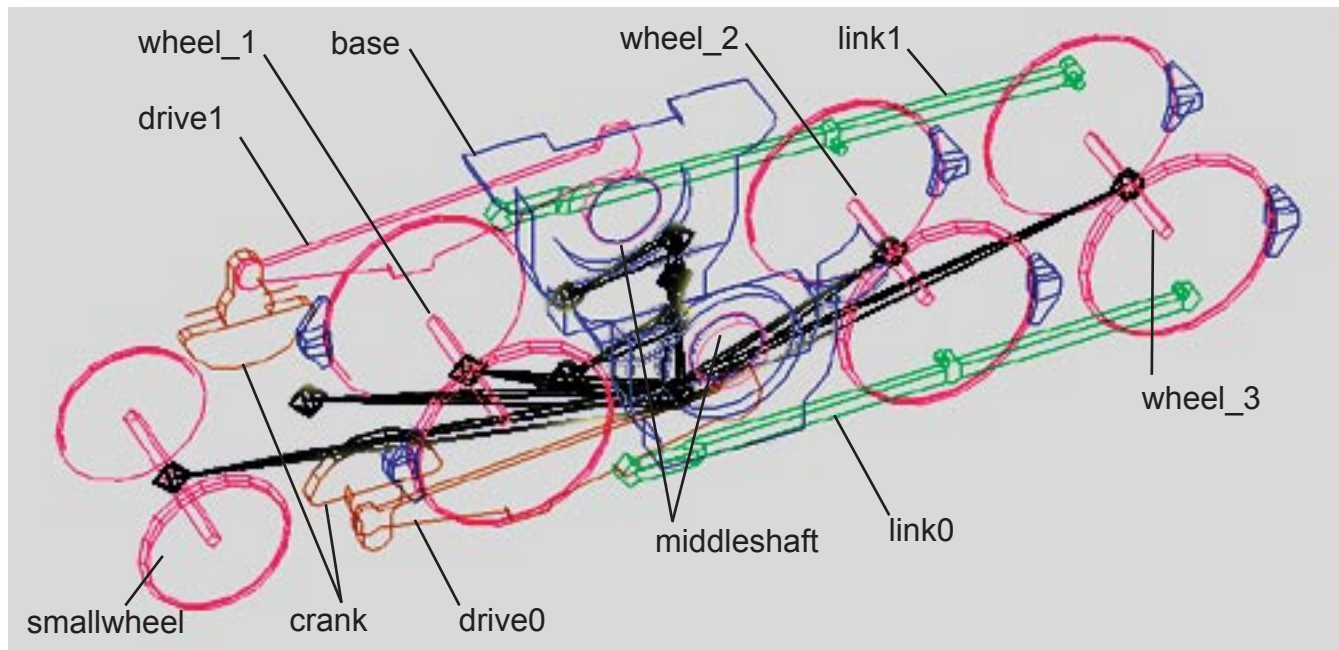 wheel_1
base
wheel_2
link1
drive1
wheel_3
middleshaft
link0
smallwheel
crank
drive0